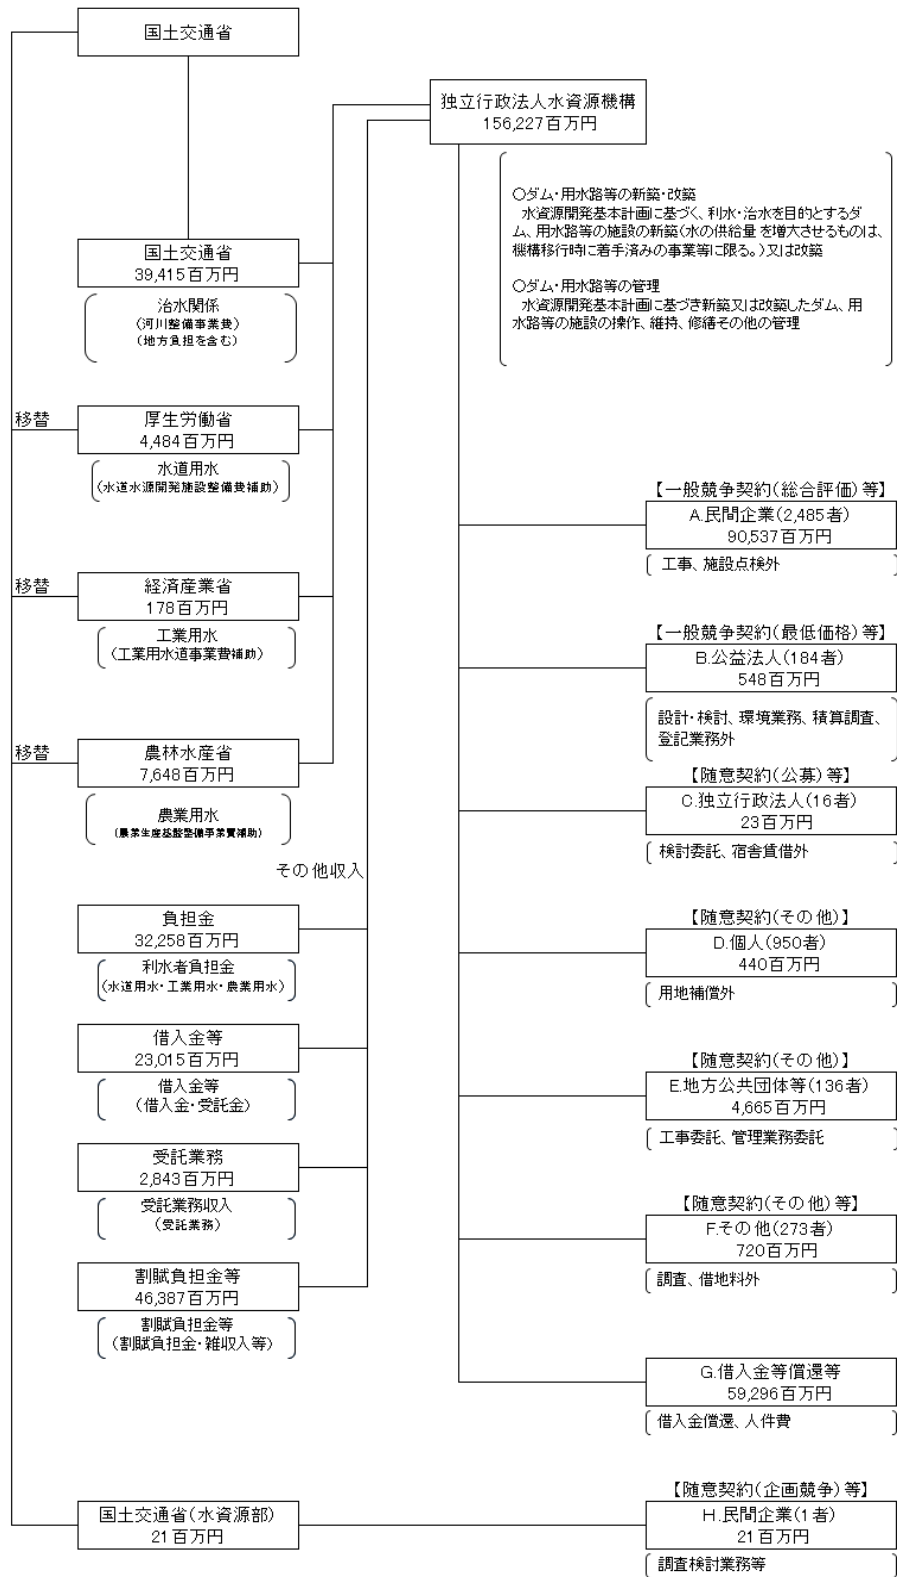 国土交通省
独立行政法人水資源機構
156,227百万円
○ダム・用水路等の新築・改築
水資源開発基本計画に基づく、利水・治水を目的とするダ
ム、用水路等の施設の新築(水の供給量を増大させるものは、
機構移行時に着手済みの事業等に限る。)又は改築
○ダム・用水路等の管理
水資源開発基本計画に基づき新築又は改築したダム、用
水路等の施設の操作、維持、修繕その他の管理
国土交通省
39,415百万円
治水関係
(河川整備事業費)
(地方負担を含む)
移替
厚生労働省
4,484百万円
水道用水
(水道水源開発施設整備費補助)
移替
経済産業省
178百万円
工業用水
(工業用水道事業費補助)
移替
農林水産省
7,648百万円
農業用水
(農業生産基盤整備事業費補助)
その他収入
負担金
32,258百万円
利水者負担金
(水道用水・工業用水・農業用水)
借入金等
23,015百万円
借入金等
(借入金・受託金)
受託業務
2,843百万円
受託業務収入
(受託業務)
割賦負担金等
46,387百万円
割賦負担金等
(割賦負担金・雑収入等)
【一般競争契約(総合評価)等】
A.民間企業(2,485者)
90,537百万円
工事、施設点検外
【一般競争契約(最低価格)等】
B.公益法人(184者)
548百万円
設計・検討、環境業務、積算調査、
登記業務外
【随意契約(公募)等】
C.独立行政法人(16者)
23百万円
検討委託、宿舎賃借外
【随意契約(その他)】
D.個人(950者)
440百万円
用地補償外
【随意契約(その他)】
E.地方公共団体等(136者)
4,665百万円
工事委託、管理業務委託
【随意契約(その他)等】
F.その他(273者)
720百万円
調査、借地料外
G.借入金等償還等
59,296百万円
借入金償還、人件費
国土交通省(水資源部)
21百万円
【随意契約(企画競争)等】
H.民間企業(1者)
21百万円
調査検討業務等